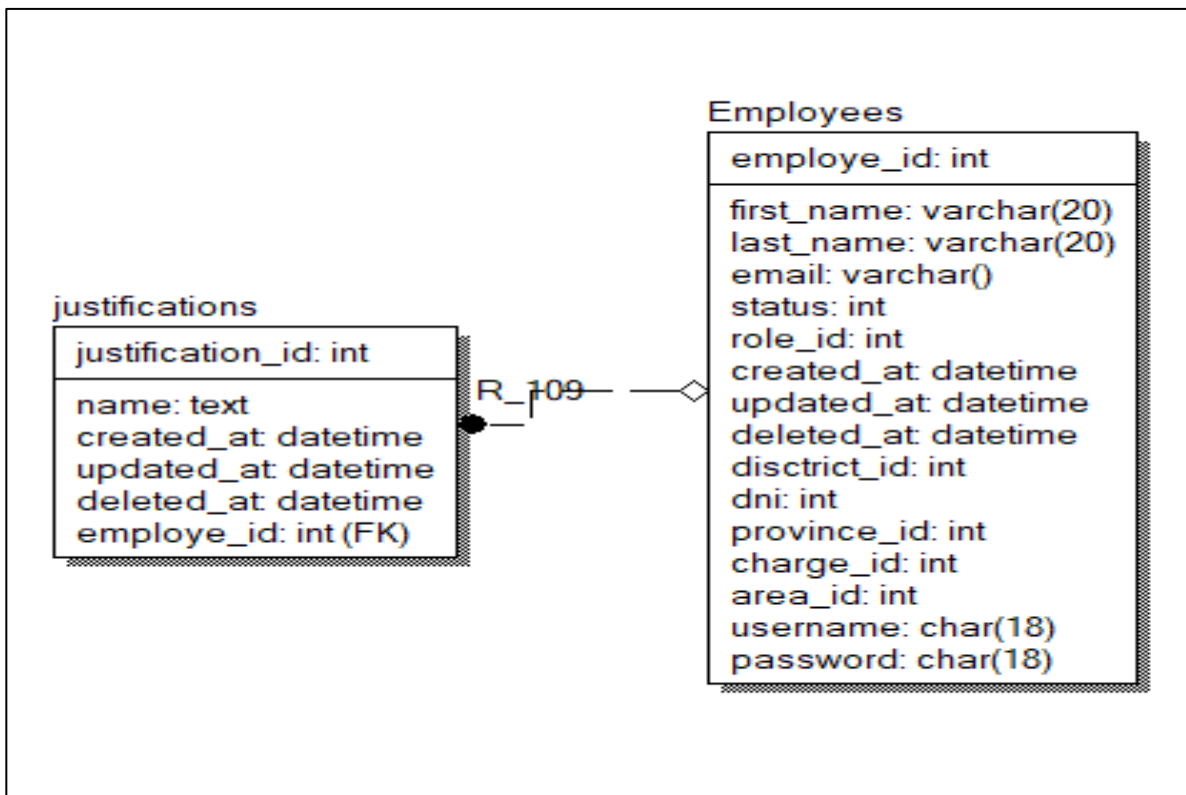 Employees
employe_id: int
first_name: varchar(20)
last_name: varchar(20)
email: varchar()
status: int
role_id: int
created_at: datetime
updated_at: datetime
deleted_at: datetime
disctrict_id: int
dni: int
province_id: int
charge_id: int
area_id: int
username: char(18)
password: char(18)
justifications
justification_id: int
name: text
created_at: datetime
updated_at: datetime
deleted_at: datetime
employe_id: int (FK)
R_109